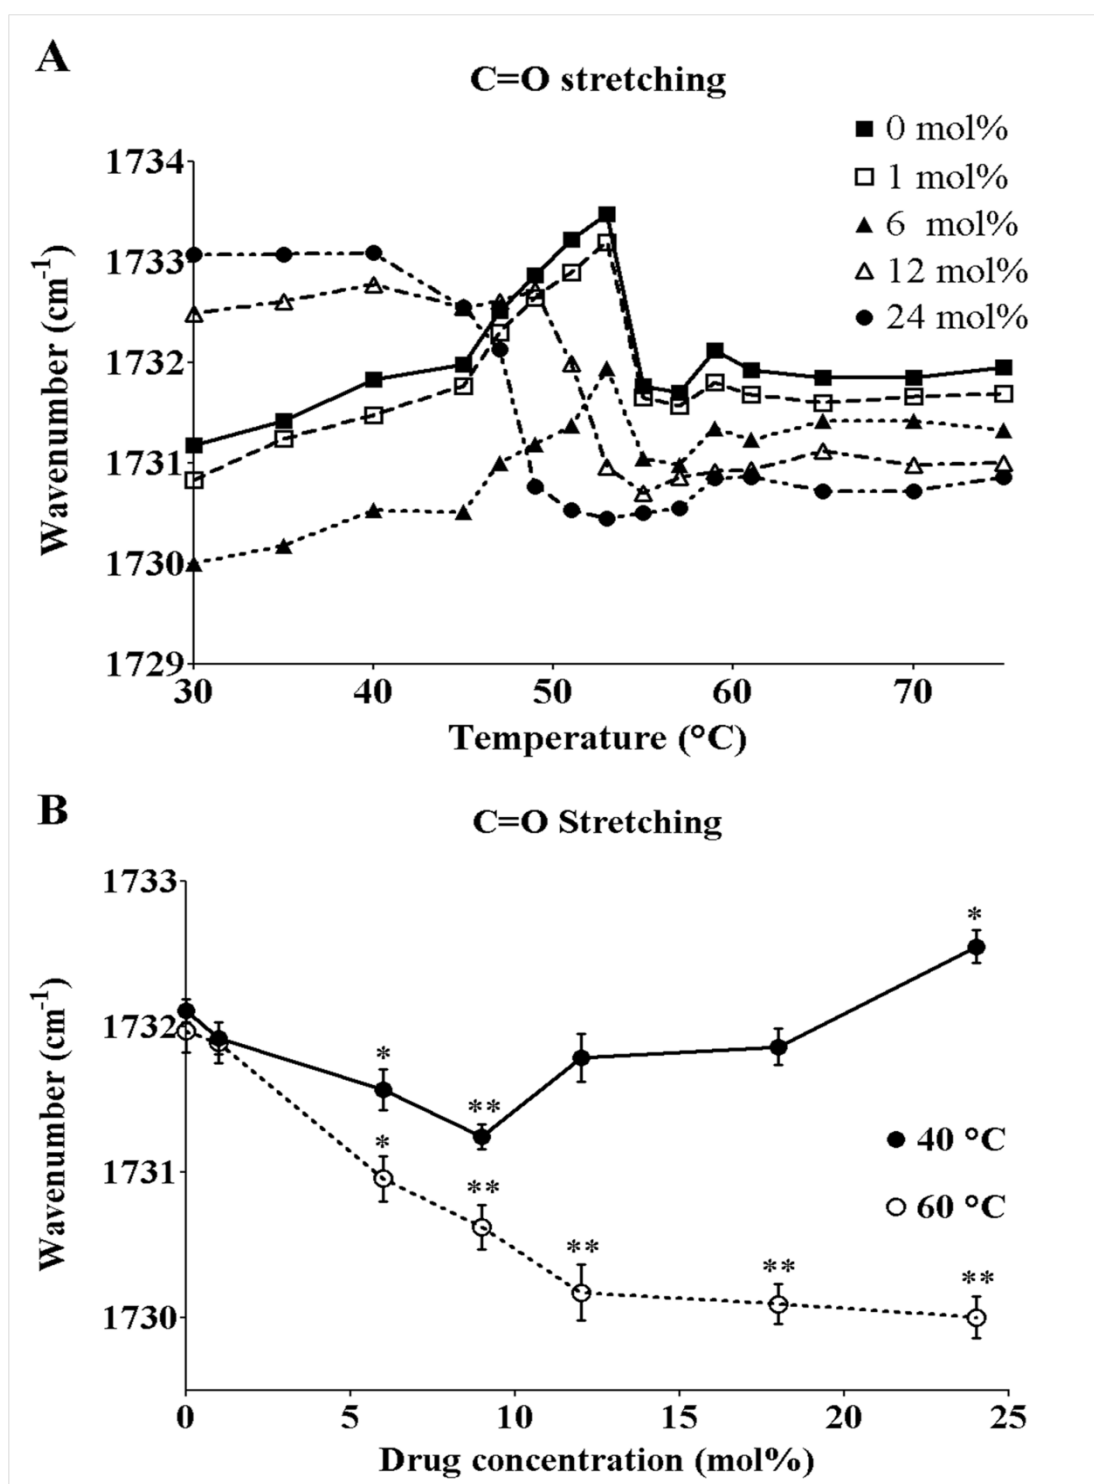 A
C=O stretching
0 mol%
1 mol%
6 mol%
12 mol%
24 mol%
1734
1733
1732
1731
1730
1729
Wavenumber (cm-1)
30 40 50 60 70
Temperature (°C)
B
C=O Stretching
1733
1732
1731
1730
Wavenumber (cm-1)
*
*
**
*
**
**
**
**
40 °C
60 °C
0 5 10 15 20 25
Drug concentration (mol%)